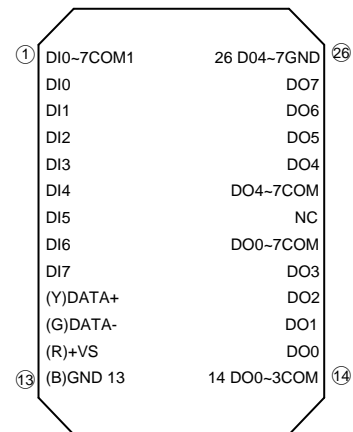 ① DI0~7COM1 26 D04~7GND ㉖
DI0 DO7
DI1 DO6
DI2 DO5
DI3 DO4
DI4 DO4~7COM
DI5 NC
DI6 DO0~7COM
DI7 DO3
(Y)DATA+ DO2
(G)DATA- DO1
(R)+VS DO0
⑬ (B)GND 13 14 DO0~3COM ⑭